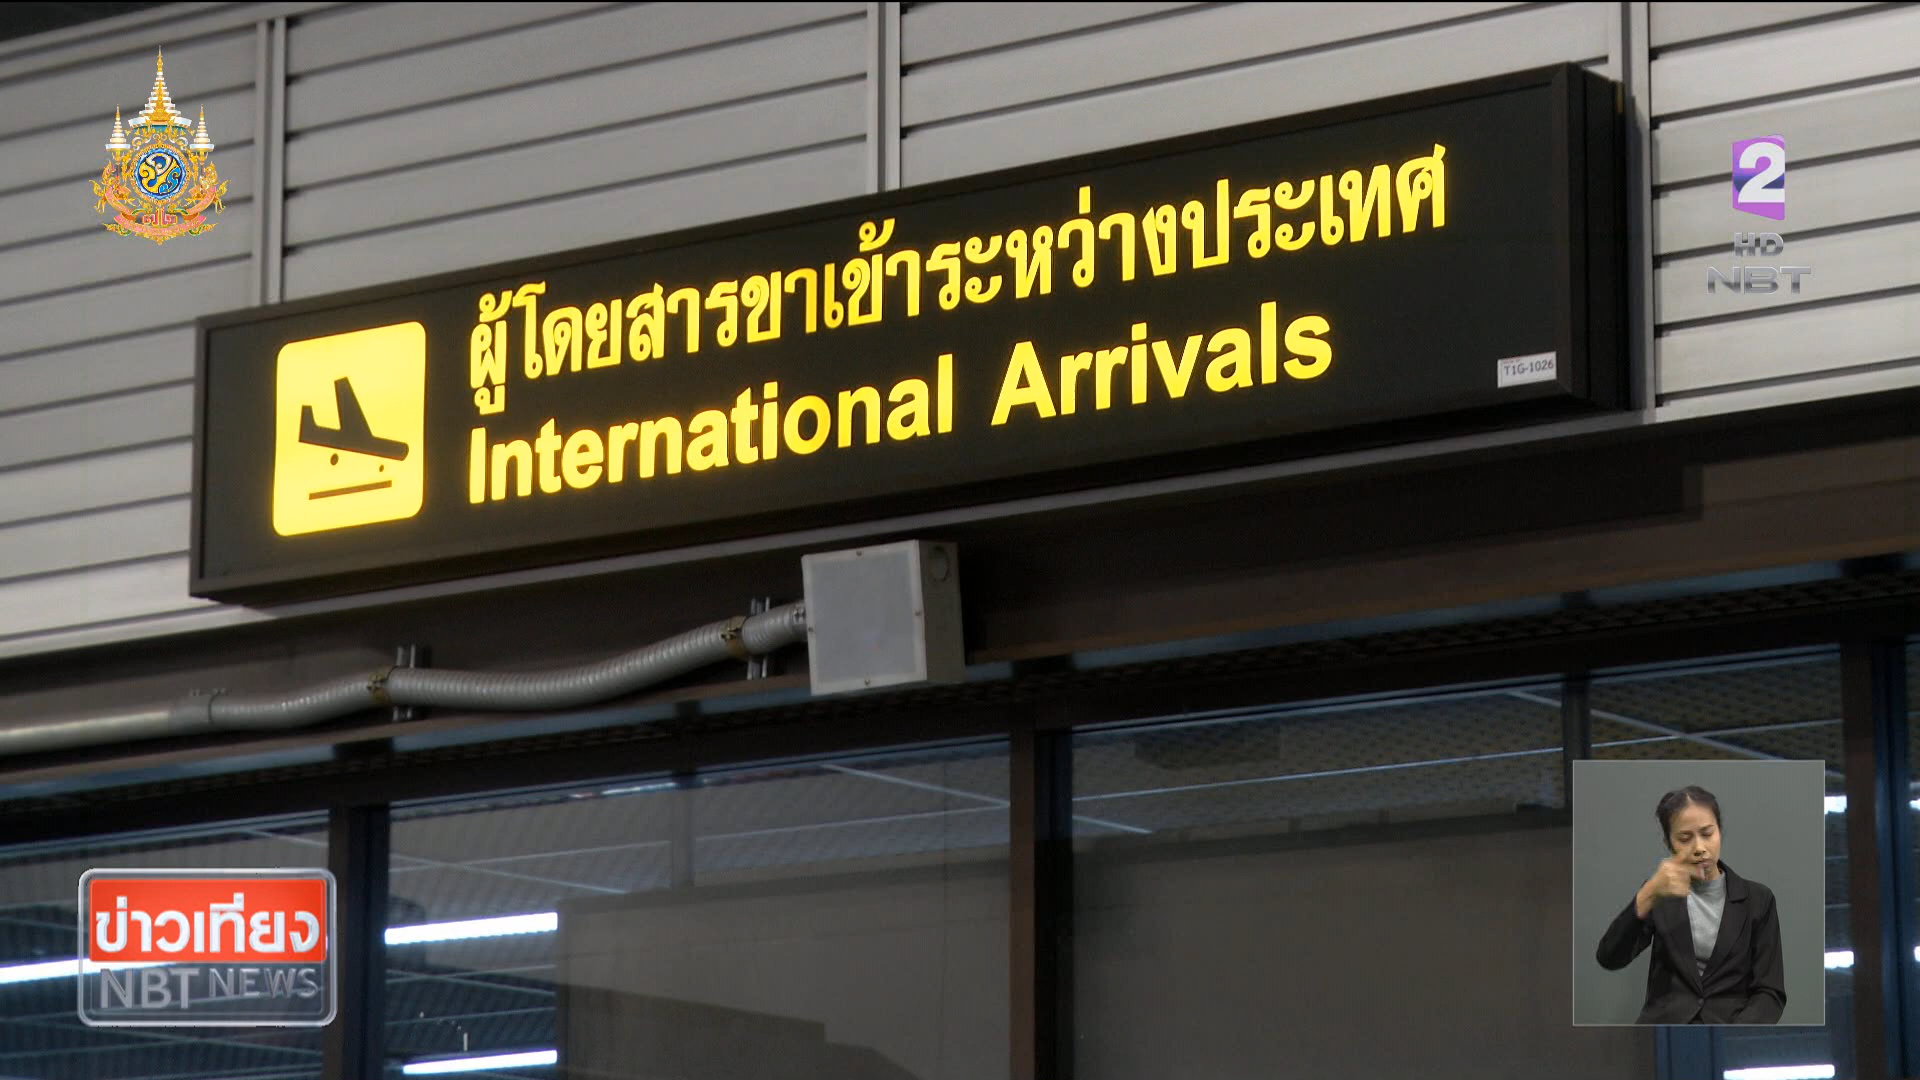 ผู้โดยสารขาเข้าระหว่างประเทศ
International Arrivals
T1G-1026
2
HD
NBT
ข่าวเที่ยง
NBT NEWS